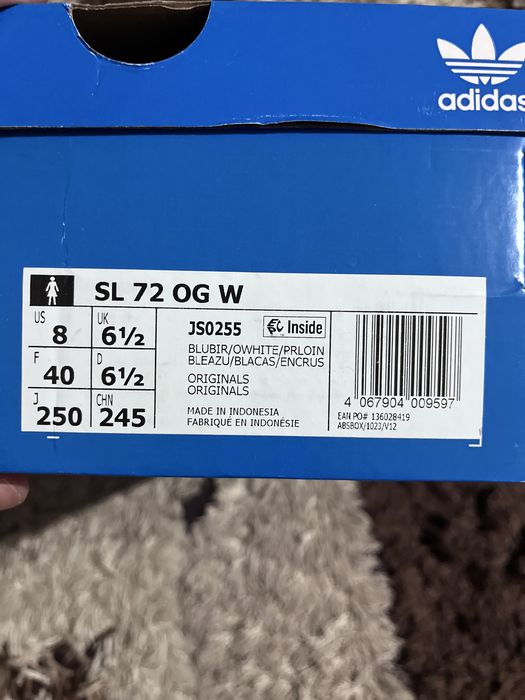 adidas
SL 72 OG W
US 8 UK 6½
F 40 D 6½
J 250 CHN 245
JS0255 Inside
BLUBIR/OWHITE/PRLOIN
BLEAZU/BLACAS/ENCRUS
ORIGINALS
ORIGINALS
MADE IN INDONESIA
FABRIQUÉ EN INDONÉSIE
4 067904 009597
EAN PO# 136028419
ABSBOX/1023/V12